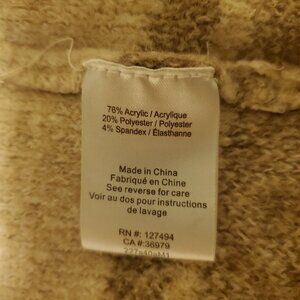 76% Acrylic / Acrylique
20% Polyester / Polyester
4% Spandex / Élasthanne
Made in China
Fabriqué en Chine
See reverse for care
Voir au dos pour instructions
de lavage
RN #: 127494
CA #:36979